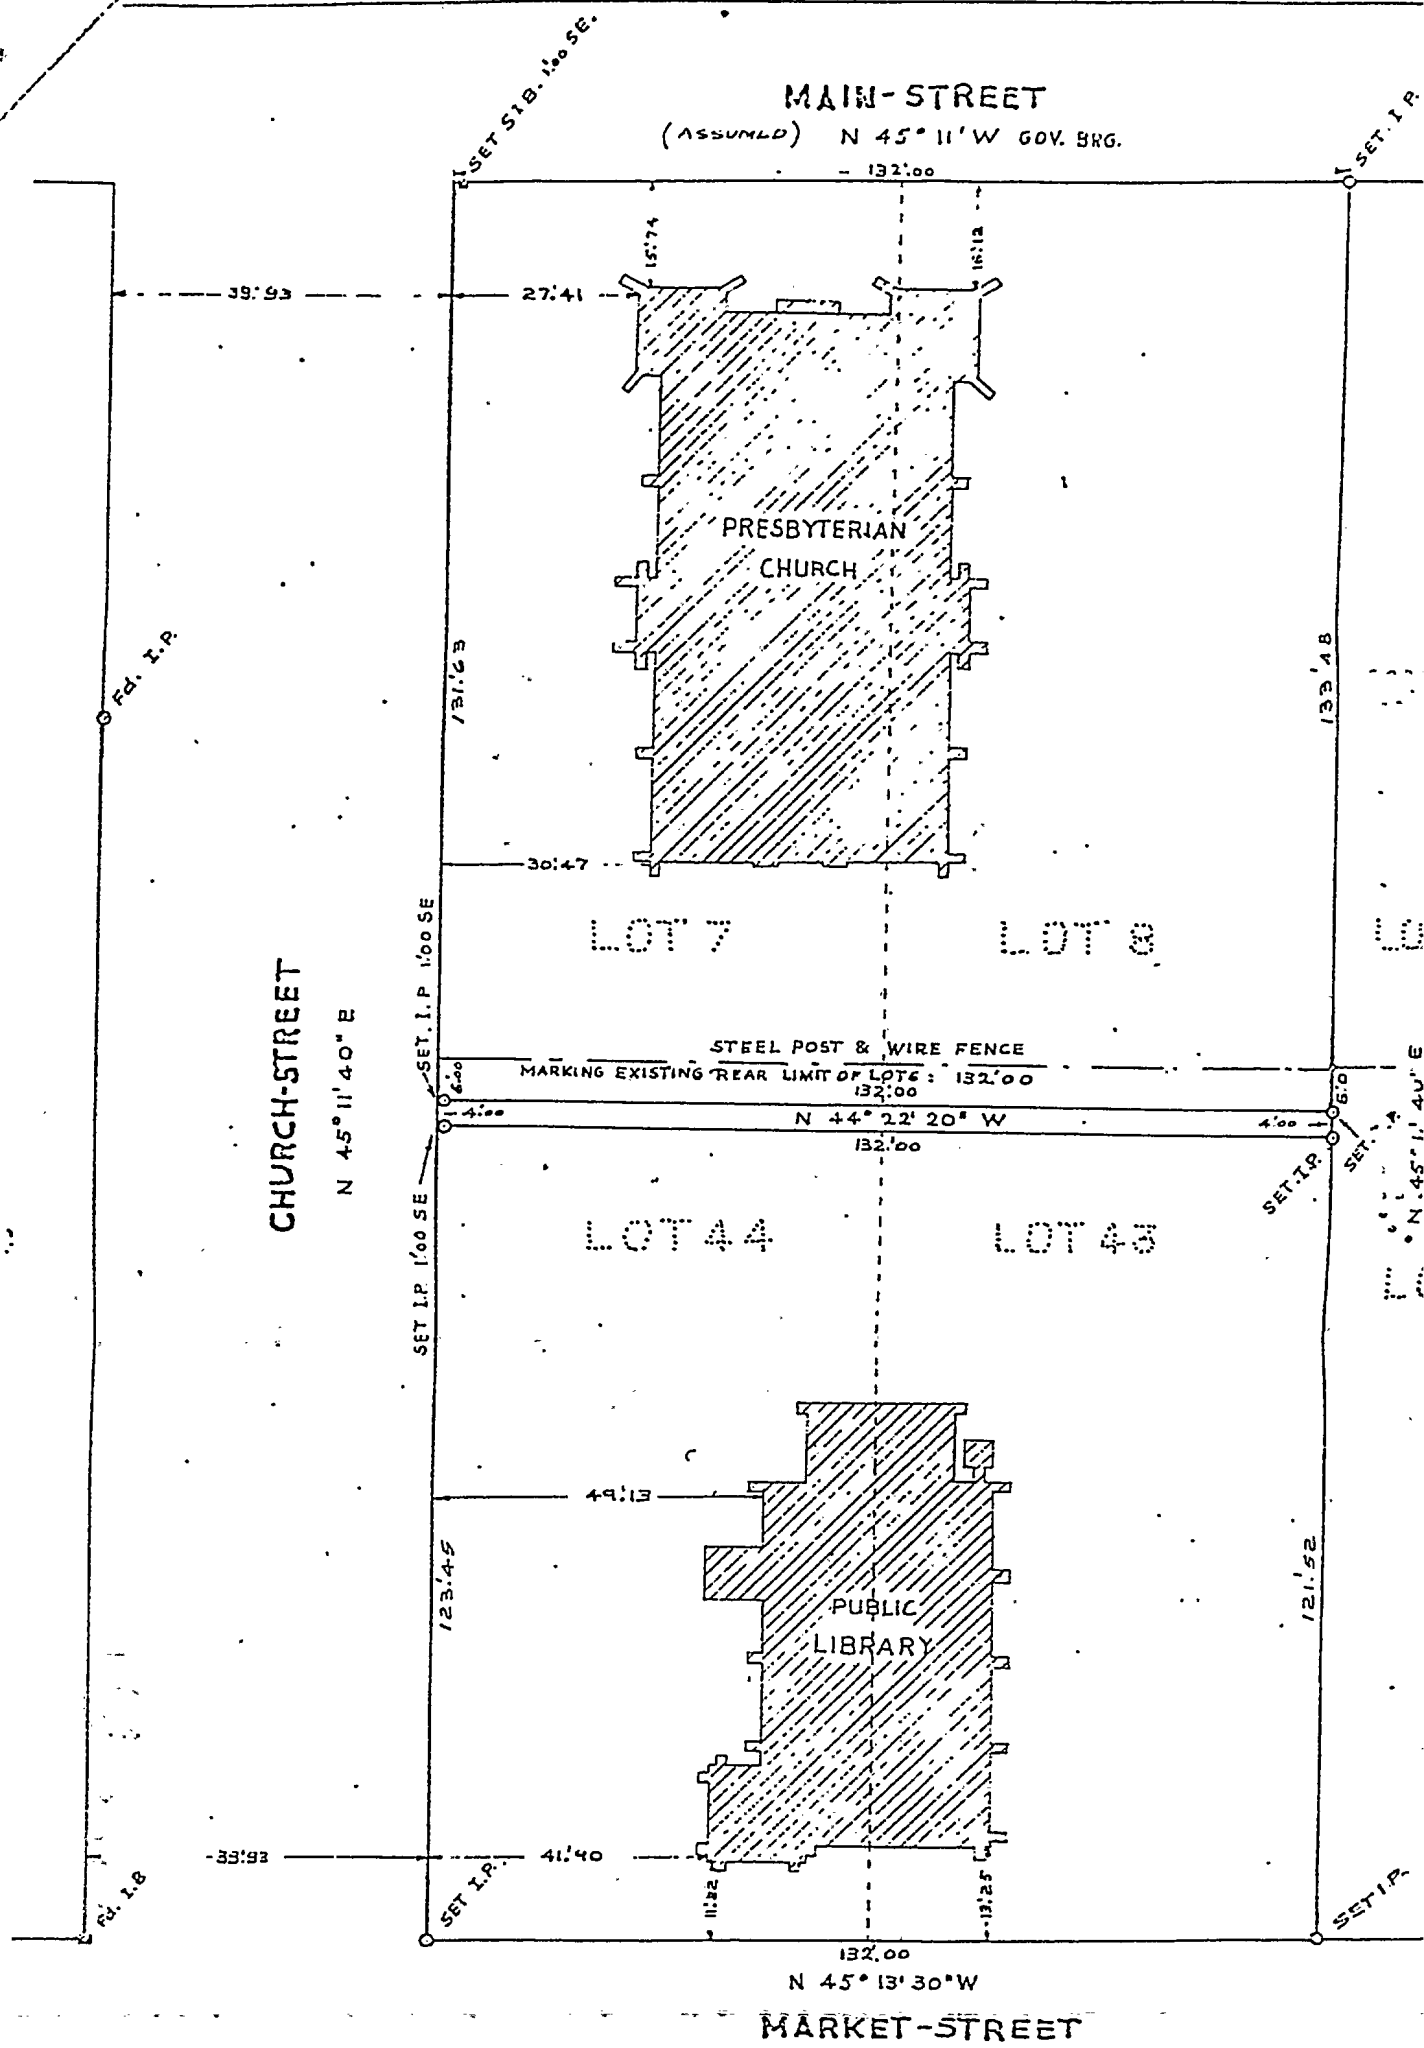 SET SIB. 1'.00 SE.
MAIN-STREET
(ASSUMED) N 45° 11' W GOV. BRG.
SET. I P.
132'.00
15'.74
16'.12
27'.41
PRESBYTERIAN
CHURCH
Fd. I.P.
131'.63
133'.48
30'.47
LOT 7
LOT 8
CHURCH-STREET
N 45° 11' 40" E
SET. I.P 1'.00 SE
STEEL POST & WIRE FENCE
MARKING EXISTING REAR LIMIT OF LOTS: 132'.00
6'.00
6'.0
132'.00
4'.00
N 44° 22' 20" W
4'.00
132'.00
SET. I.P.
SET I.P. 1'.00 SE
LOT 44
LOT 43
49'.13
123'.45
121'.52
PUBLIC
LIBRARY
41'.40
11'.82
13'.25
Fd. I.B
SET I.P.
SET I.P.
132'.00
N 45° 13' 30" W
MARKET-STREET